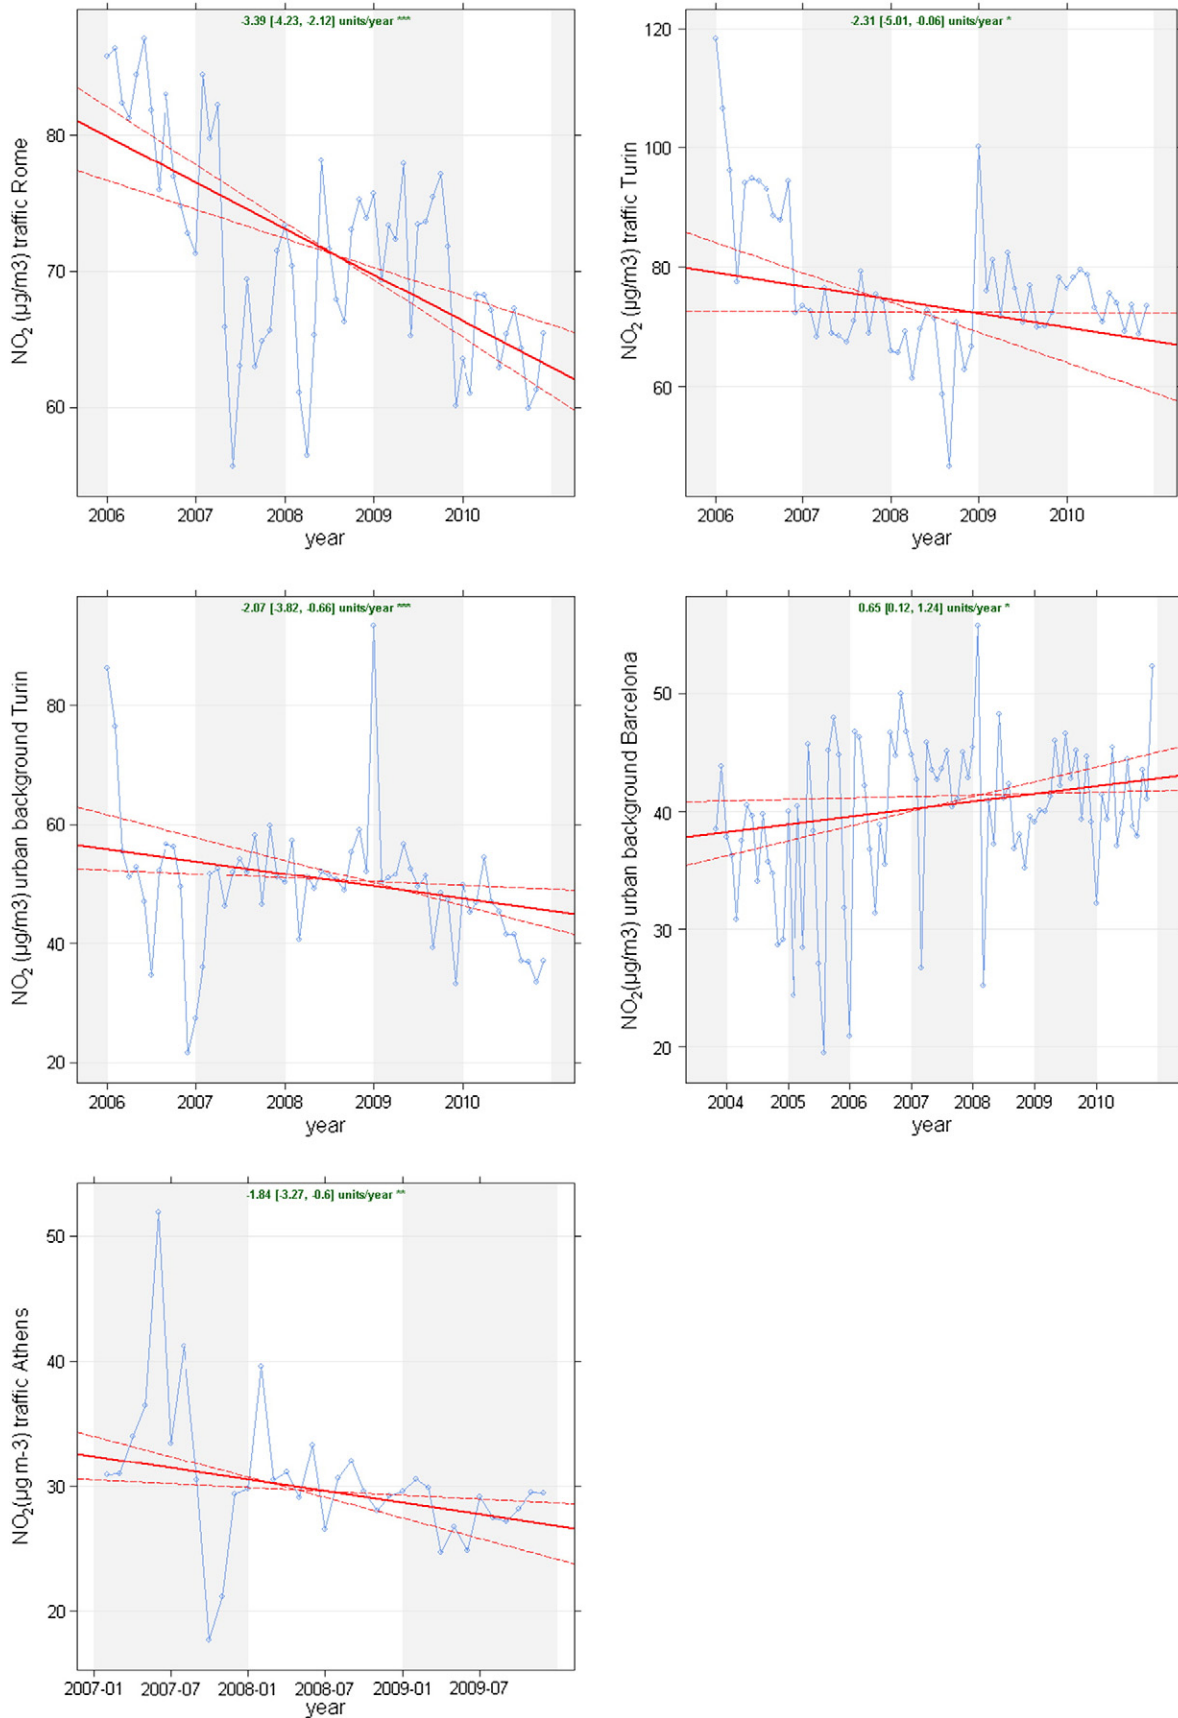 -3.39 [-4.23, -2.12] units/year ***
NO2 (µg/m3) traffic Rome
80
70
60
2006 2007 2008 2009 2010
year
-2.31 [-5.01, -0.06] units/year *
NO2 (µg/m3) traffic Turin
120
100
80
60
2006 2007 2008 2009 2010
year
-2.07 [-3.82, -0.66] units/year ***
NO2 (µg/m3) urban background Turin
80
60
40
20
2006 2007 2008 2009 2010
year
0.65 [0.12, 1.24] units/year *
NO2(µg/m3) urban background Barcelona
50
40
30
20
2004 2005 2006 2007 2008 2009 2010
year
-1.84 [-3.27, -0.6] units/year **
NO2(µg m-3) traffic Athens
50
40
30
20
2007-01 2007-07 2008-01 2008-07 2009-01 2009-07
year